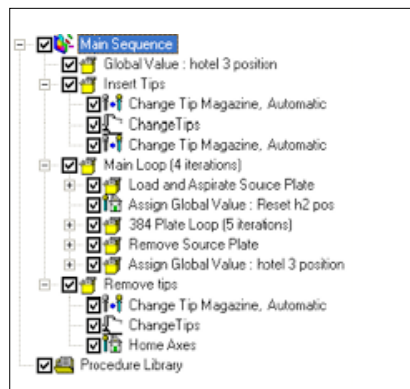 Main Sequence
Global Value : hotel 3 position
Insert Tips
Change Tip Magazine, Automatic
ChangeTips
Change Tip Magazine, Automatic
Main Loop (4 iterations)
Load and Aspirate Source Plate
Assign Global Value : Reset h2 pos
384 Plate Loop (5 iterations)
Remove Source Plate
Assign Global Value : hotel 3 position
Remove tips
Change Tip Magazine, Automatic
ChangeTips
Home Axes
Procedure Library